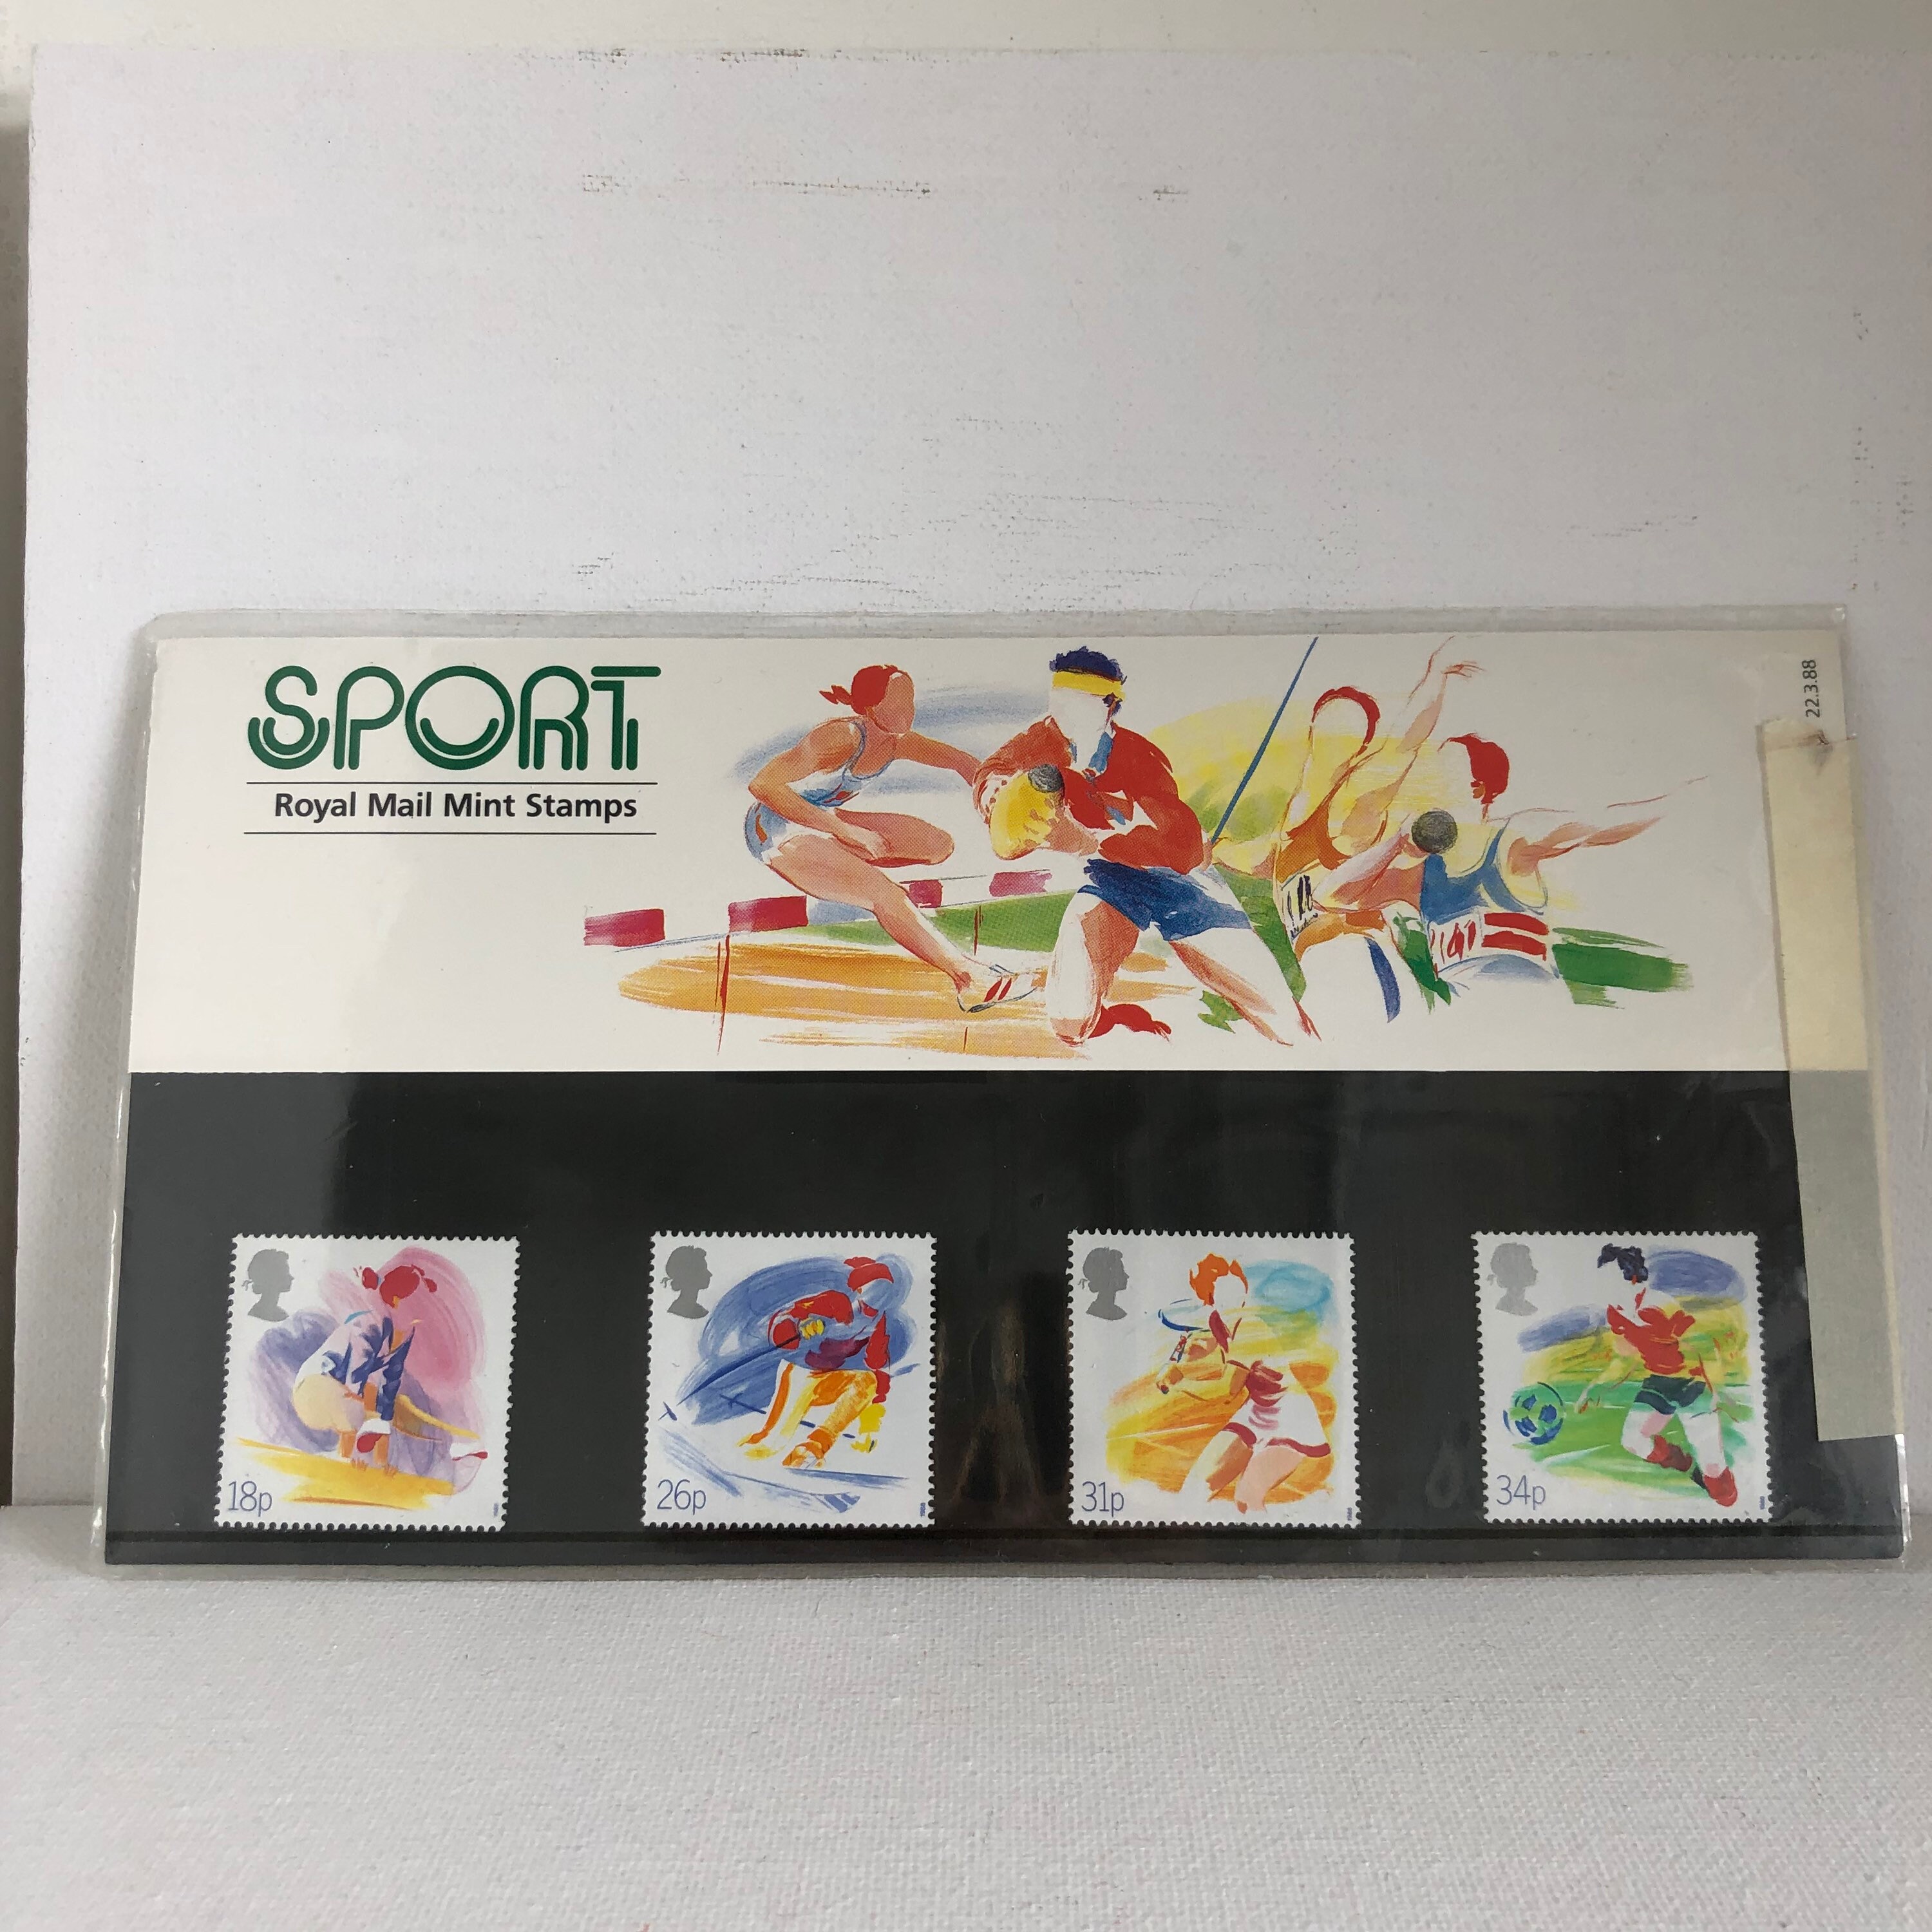 SPORT
Royal Mail Mint Stamps
22.3.88
18p
26p
31p
34p